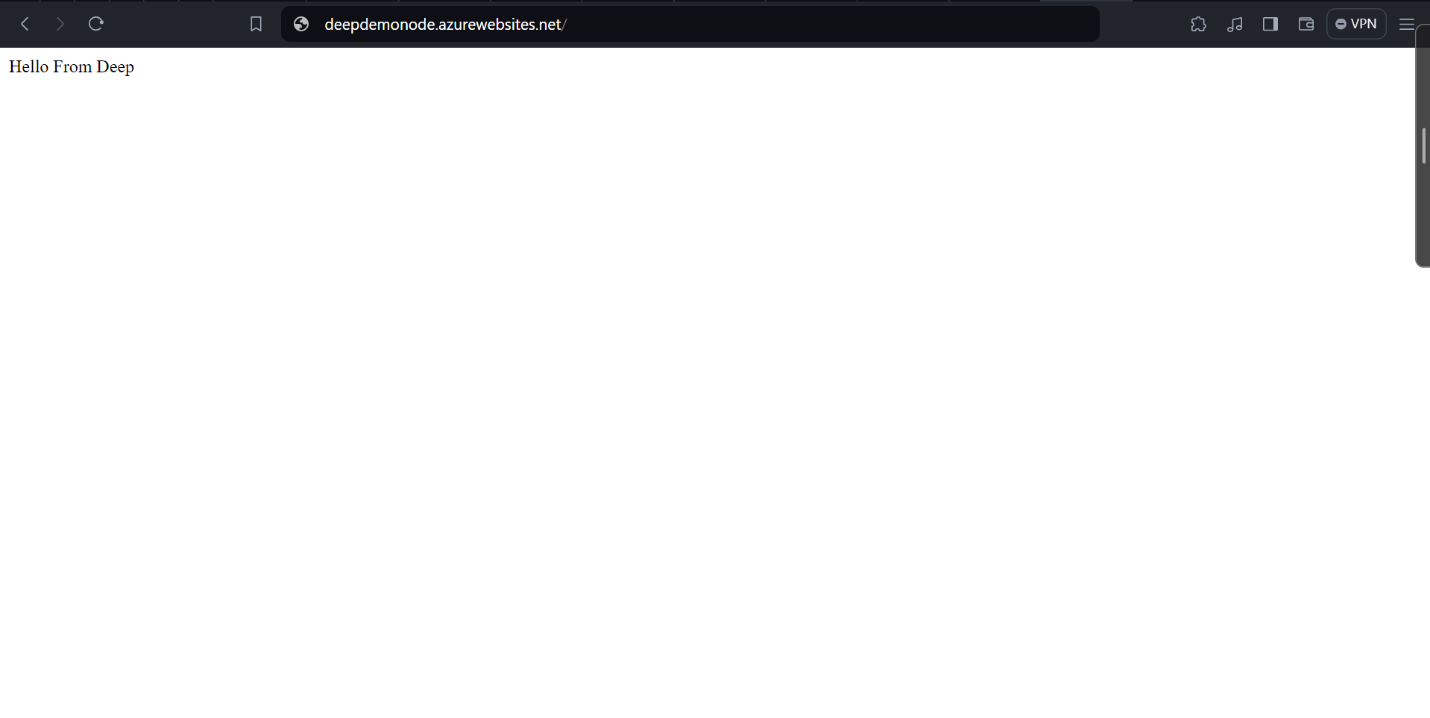 deepdemonode.azurewebsites.net/
VPN
Hello From Deep